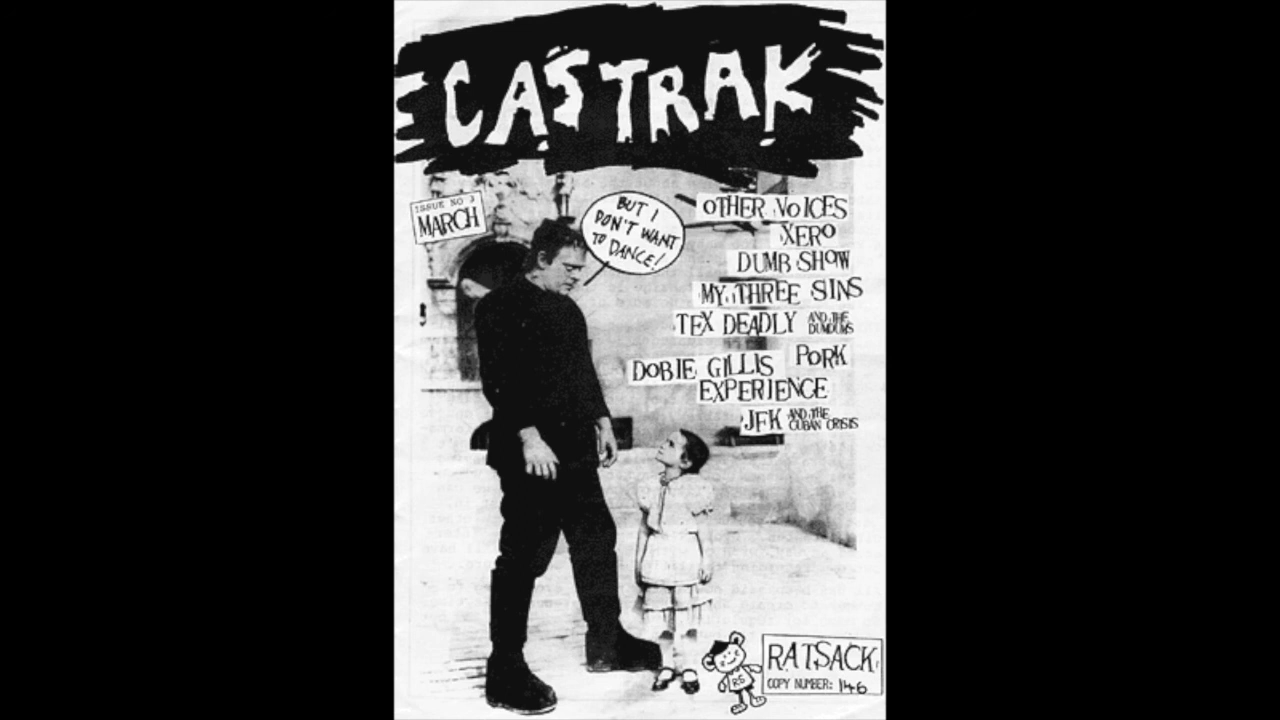 CASTRAK
ISSUE NO 3
MARCH
BUT I
DON'T WANT
TO DANCE!
OTHER VOICES
XERO
DUMB SHOW
MY THREE SINS
TEX DEADLY AND THE
DUMDUMS
DOBIE GILLIS PORK
EXPERIENCE
JFK AND THE
CUBAN CRISIS
RS
RATSACK
COPY NUMBER: 146